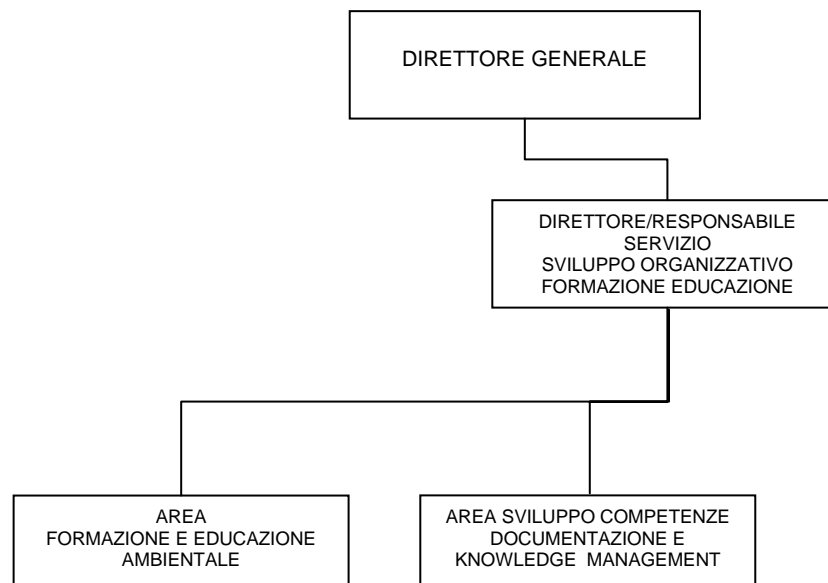 DIRETTORE GENERALE
DIRETTORE/RESPONSABILE
SERVIZIO
SVILUPPO ORGANIZZATIVO
FORMAZIONE EDUCAZIONE
AREA
FORMAZIONE E EDUCAZIONE
AMBIENTALE
AREA SVILUPPO COMPETENZE
DOCUMENTAZIONE E
KNOWLEDGE MANAGEMENT